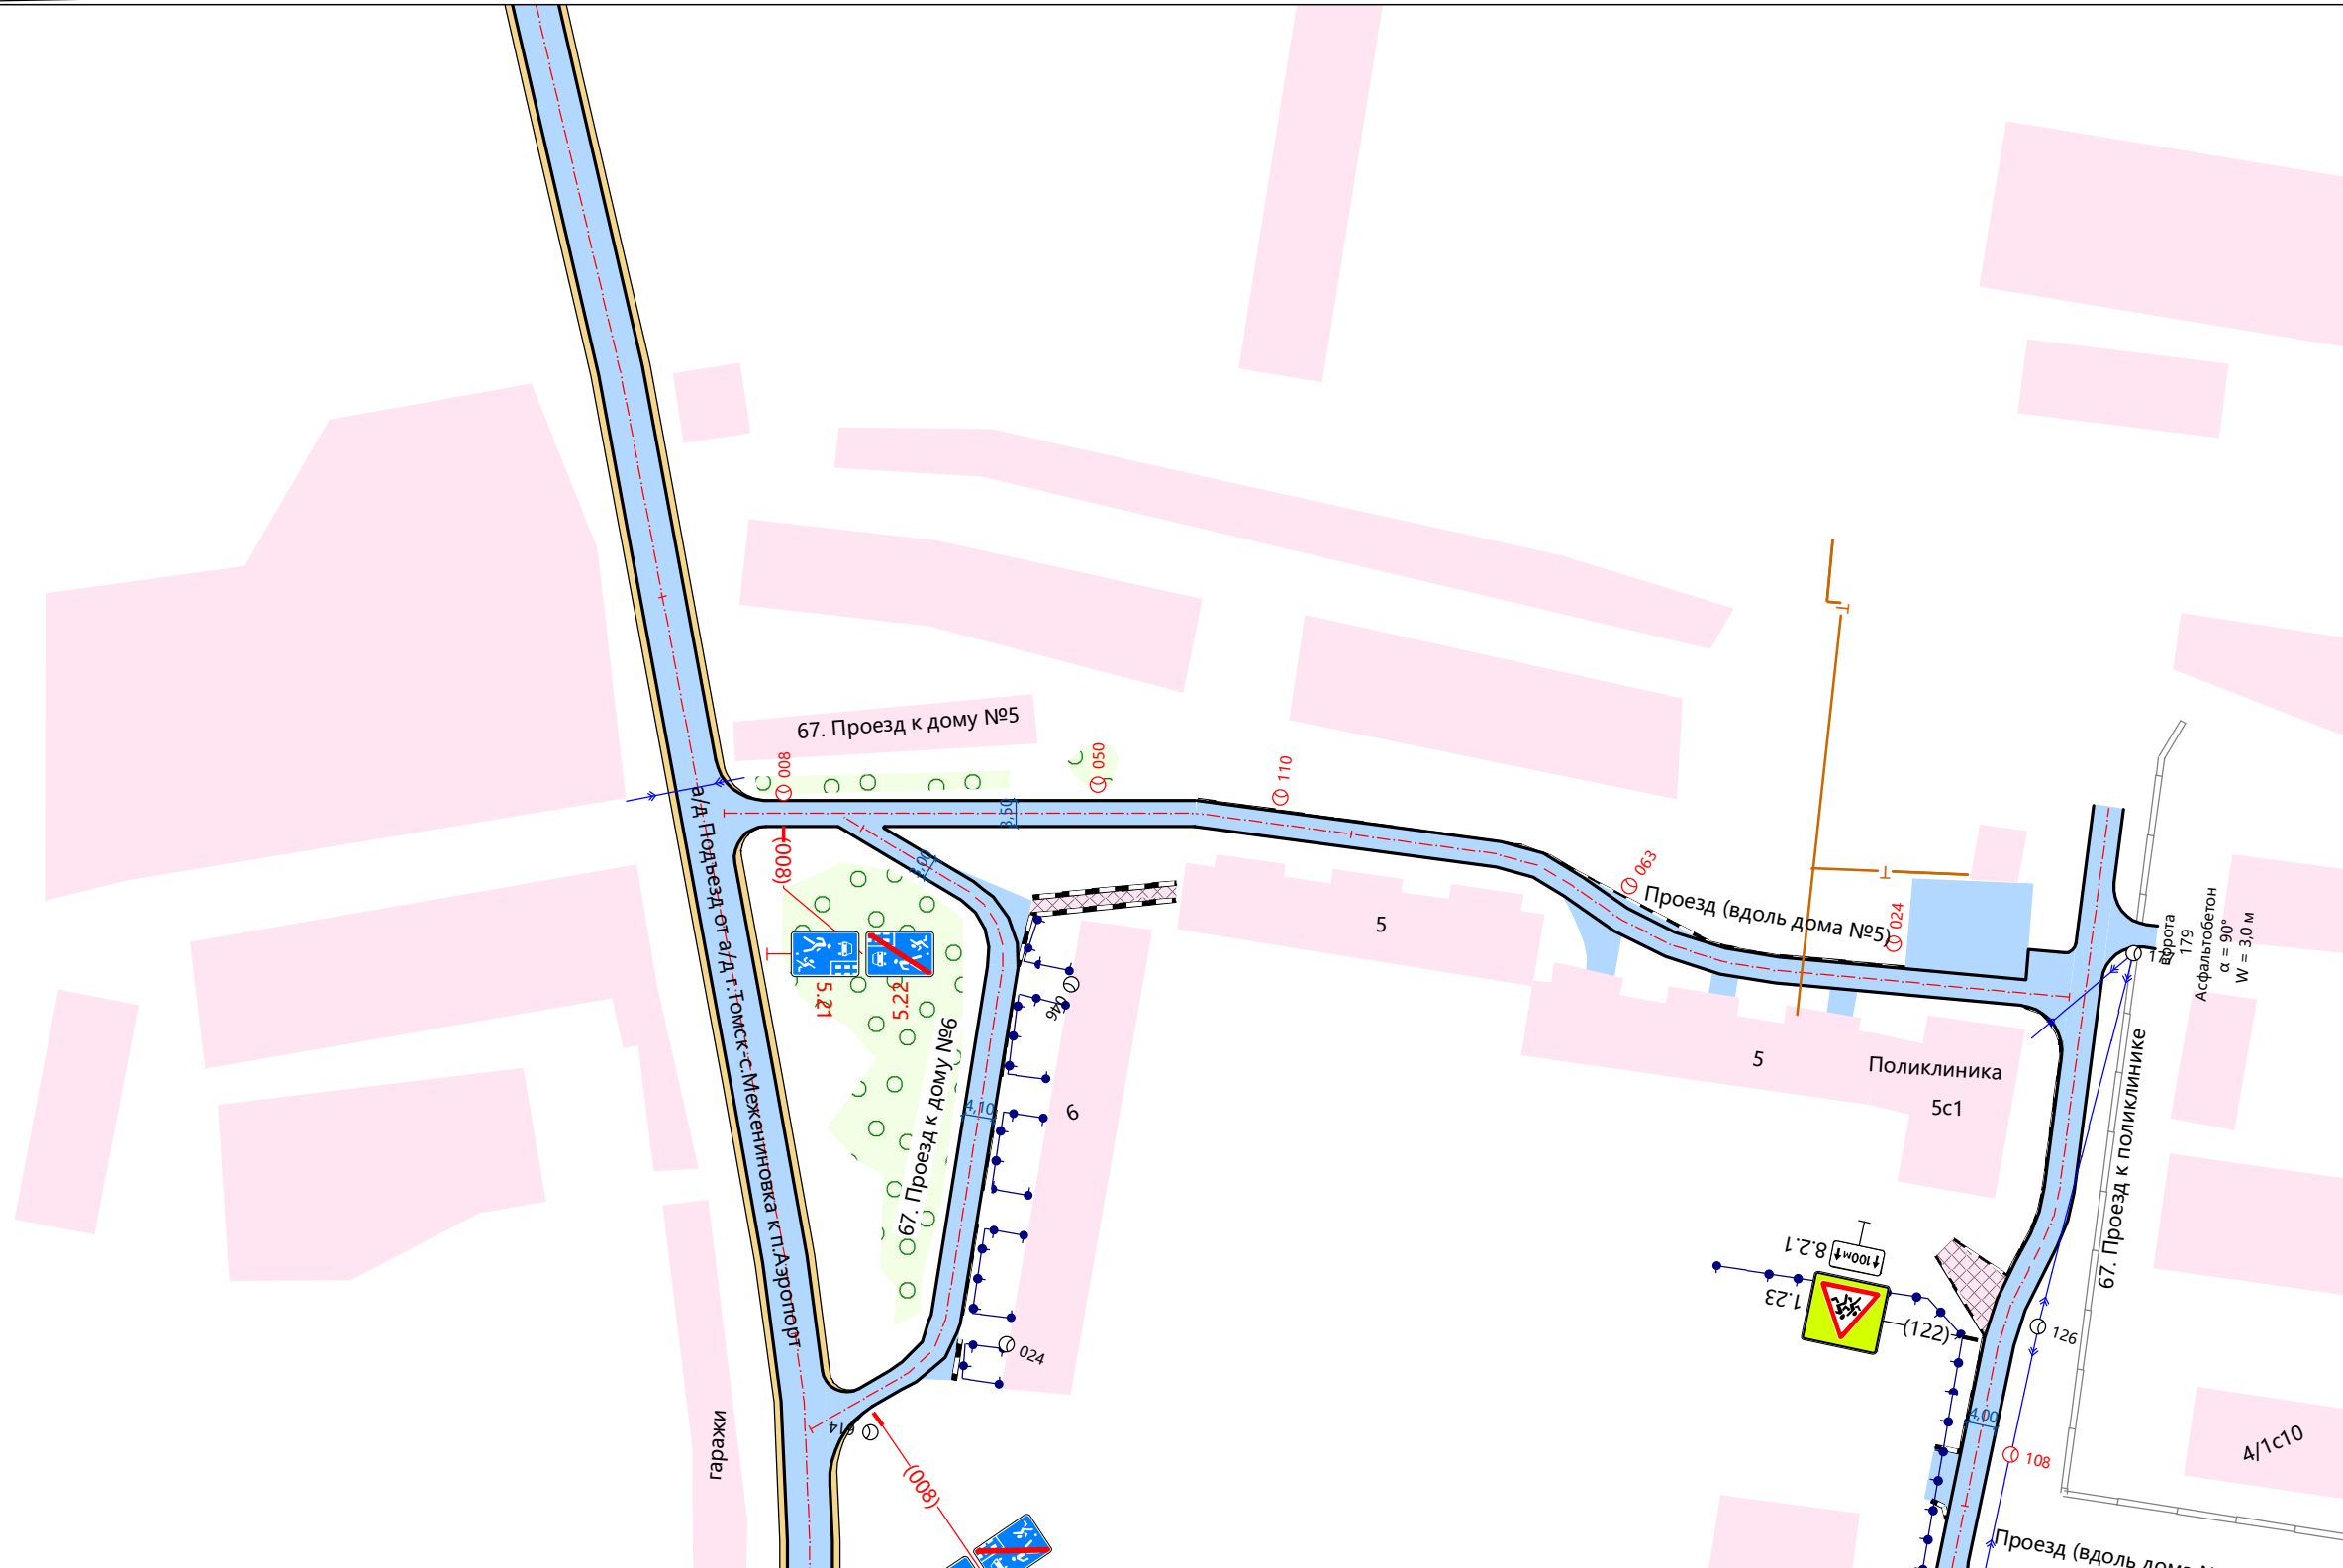 67. Проезд к дому №5
008
050
110
3,50
(008)
063
Проезд (вдоль дома №5)
024
а/д Подъезд от а/д г.Томск-с.Межениновка к п.Аэропорт
5.21
5.22
046
5
ворота
179
Асфальтобетон
α = 90°
W = 3,0 м
67. Проезд к дому №6
4,10
6
5
Поликлиника
5с1
67. Проезд к поликлинике
8.2.1
100м
1.23
(122)
126
024
014
4,00
108
4/1с10
гаражи
(008)